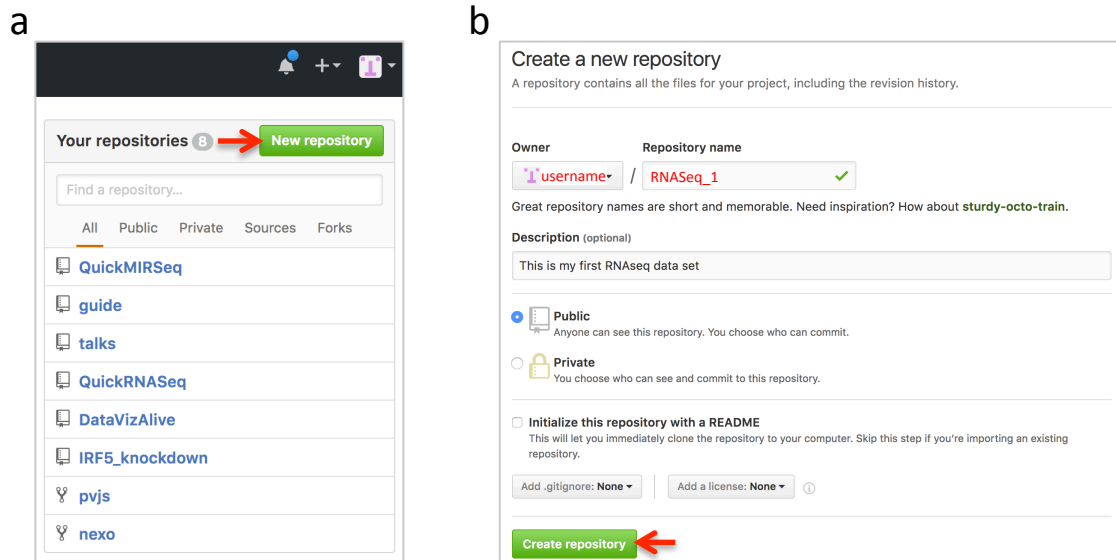 a
Your repositories 8 New repository
Find a repository...
All Public Private Sources Forks
QuickMIRSeq
guide
talks
QuickRNASeq
DataVizAlive
IRF5_knockdown
pvjs
nexo
b
Create a new repository
A repository contains all the files for your project, including the revision history.
Owner Repository name
username / RNASeq_1
Great repository names are short and memorable. Need inspiration? How about sturdy-octo-train.
Description (optional)
This is my first RNAseq data set
Public
Anyone can see this repository. You choose who can commit.
Private
You choose who can see and commit to this repository.
Initialize this repository with a README
This will let you immediately clone the repository to your computer. Skip this step if you're importing an existing
repository.
Add .gitignore: None Add a license: None
Create repository